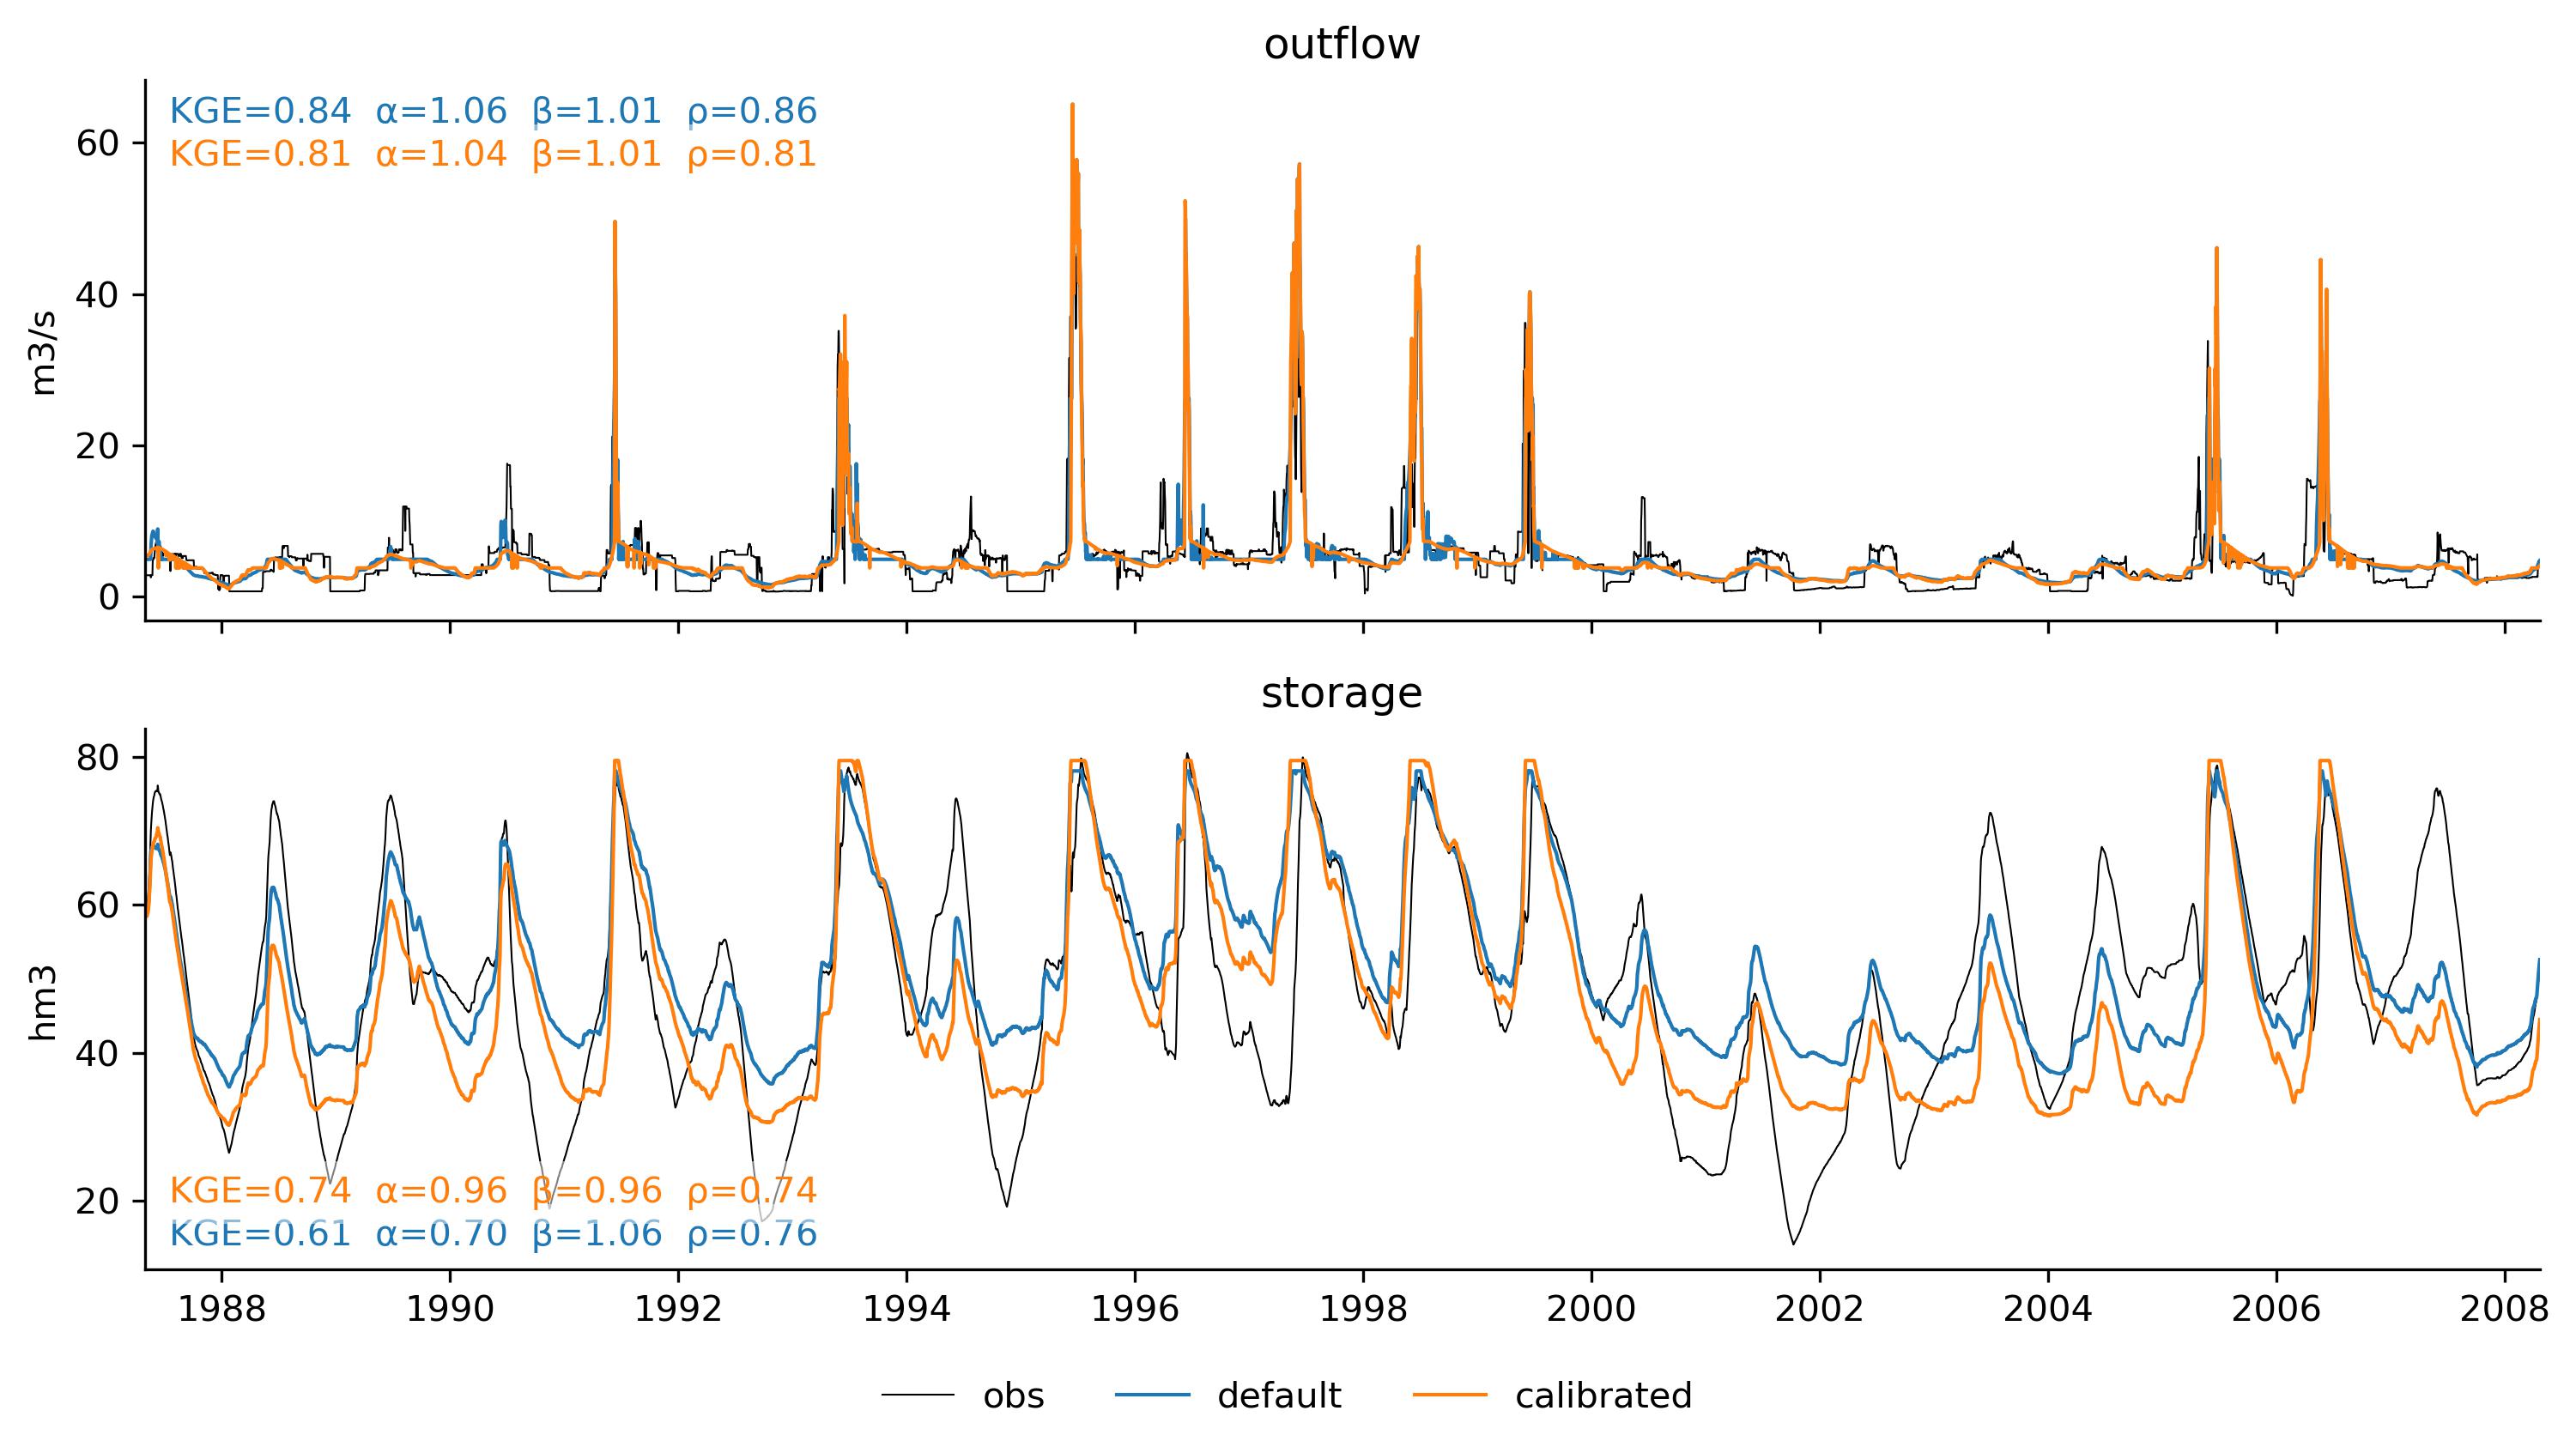 outflow
KGE=0.84 α=1.06 β=1.01 ρ=0.86
KGE=0.81 α=1.04 β=1.01 ρ=0.81
60
40
20
0
m3/s
storage
80
60
40
20
hm3
KGE=0.74 α=0.96 β=0.96 ρ=0.74
KGE=0.61 α=0.70 β=1.06 ρ=0.76
1988 1990 1992 1994 1996 1998 2000 2002 2004 2006 2008
obs default calibrated